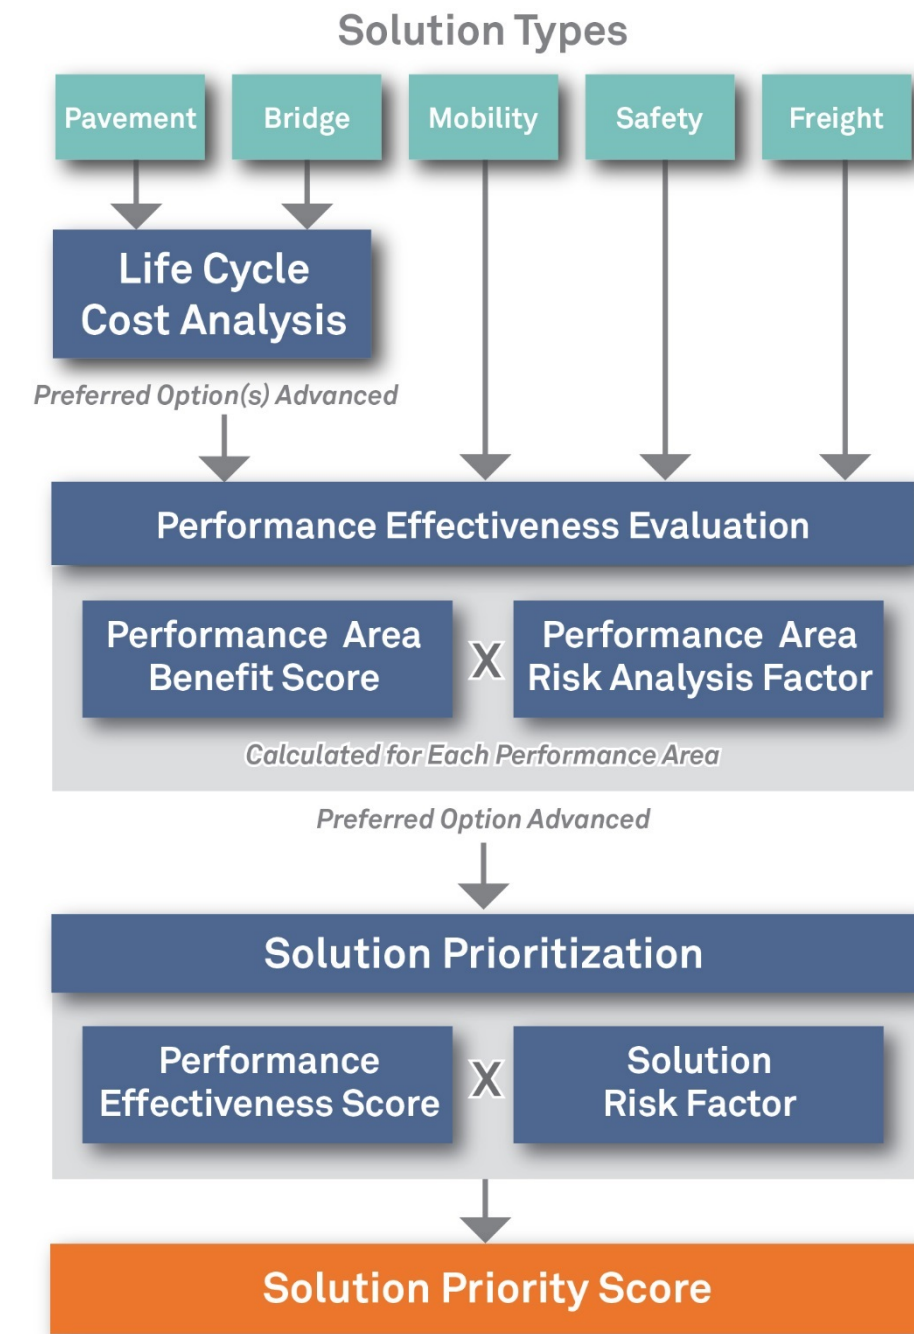 Solution Types
Pavement
Bridge
Mobility
Safety
Freight
Life Cycle
Cost Analysis
Preferred Option(s) Advanced
Performance Effectiveness Evaluation
Performance Area
Benefit Score
X
Performance Area
Risk Analysis Factor
Calculated for Each Performance Area
Preferred Option Advanced
Solution Prioritization
Performance
Effectiveness Score
X
Solution
Risk Factor
Solution Priority Score